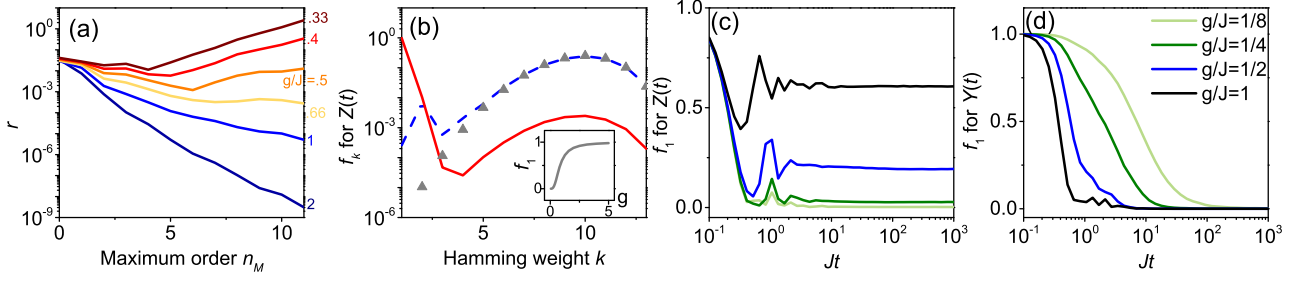 (a)
10^0
10^-3
10^-6
10^-9
r
0
5
10
Maximum order n_M
.33
.4
g/J=.5
.66
1
2
(b)
10^0
10^-3
10^-6
f_k for Z(t)
5
10
Hamming weight k
1
0
f_1
0
5
g
(c)
1.0
0.5
0.0
f_1 for Z(t)
10^-1
10^0
10^1
10^2
10^3
Jt
(d)
1.0
0.5
0.0
f_1 for Y(t)
10^-1
10^0
10^1
10^2
10^3
Jt
g/J=1/8
g/J=1/4
g/J=1/2
g/J=1